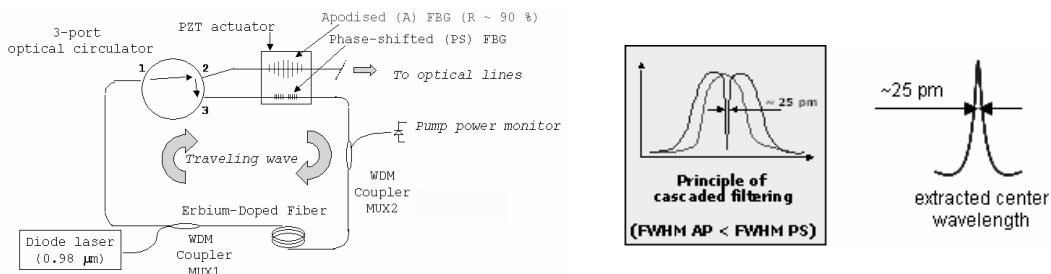 Apodised (A) FBG (R ~ 90 %)
PZT actuator
Phase-shifted (PS) FBG
3-port
optical circulator
1
2
3
To optical lines
Pump power monitor
Traveling wave
WDM
Coupler
MUX2
Erbium-Doped Fiber
Diode laser
(0.98 µm)
WDM
Coupler
MUX1
~ 25 pm
Principle of
cascaded filtering
(FWHM AP < FWHM PS)
~25 pm
extracted center
wavelength